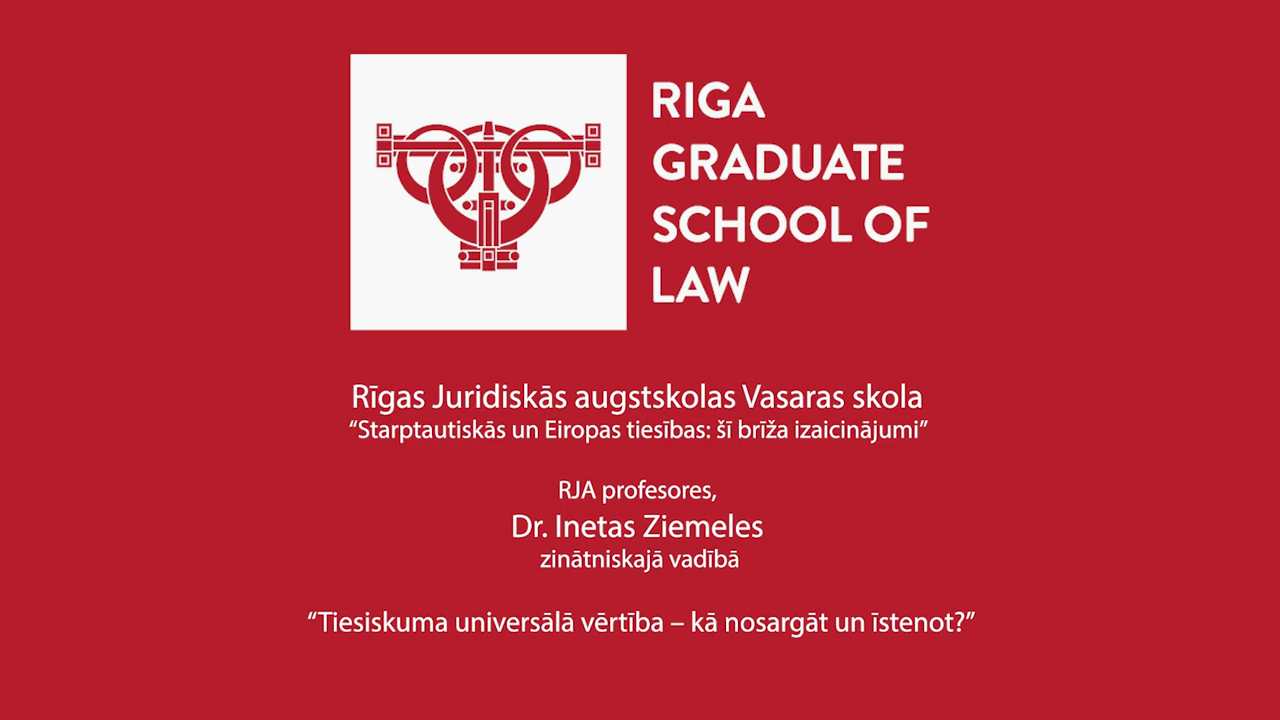 RIGA
GRADUATE
SCHOOL OF
LAW
Rīgas Juridiskās augstskolas Vasaras skola
“Starptautiskās un Eiropas tiesības: šī brīža izaicinājumi”
RJA profesores,
Dr. Inetas Ziemeles
zinātniskajā vadībā
“Tiesiskuma universālā vērtība – kā nosargāt un īstenot?”